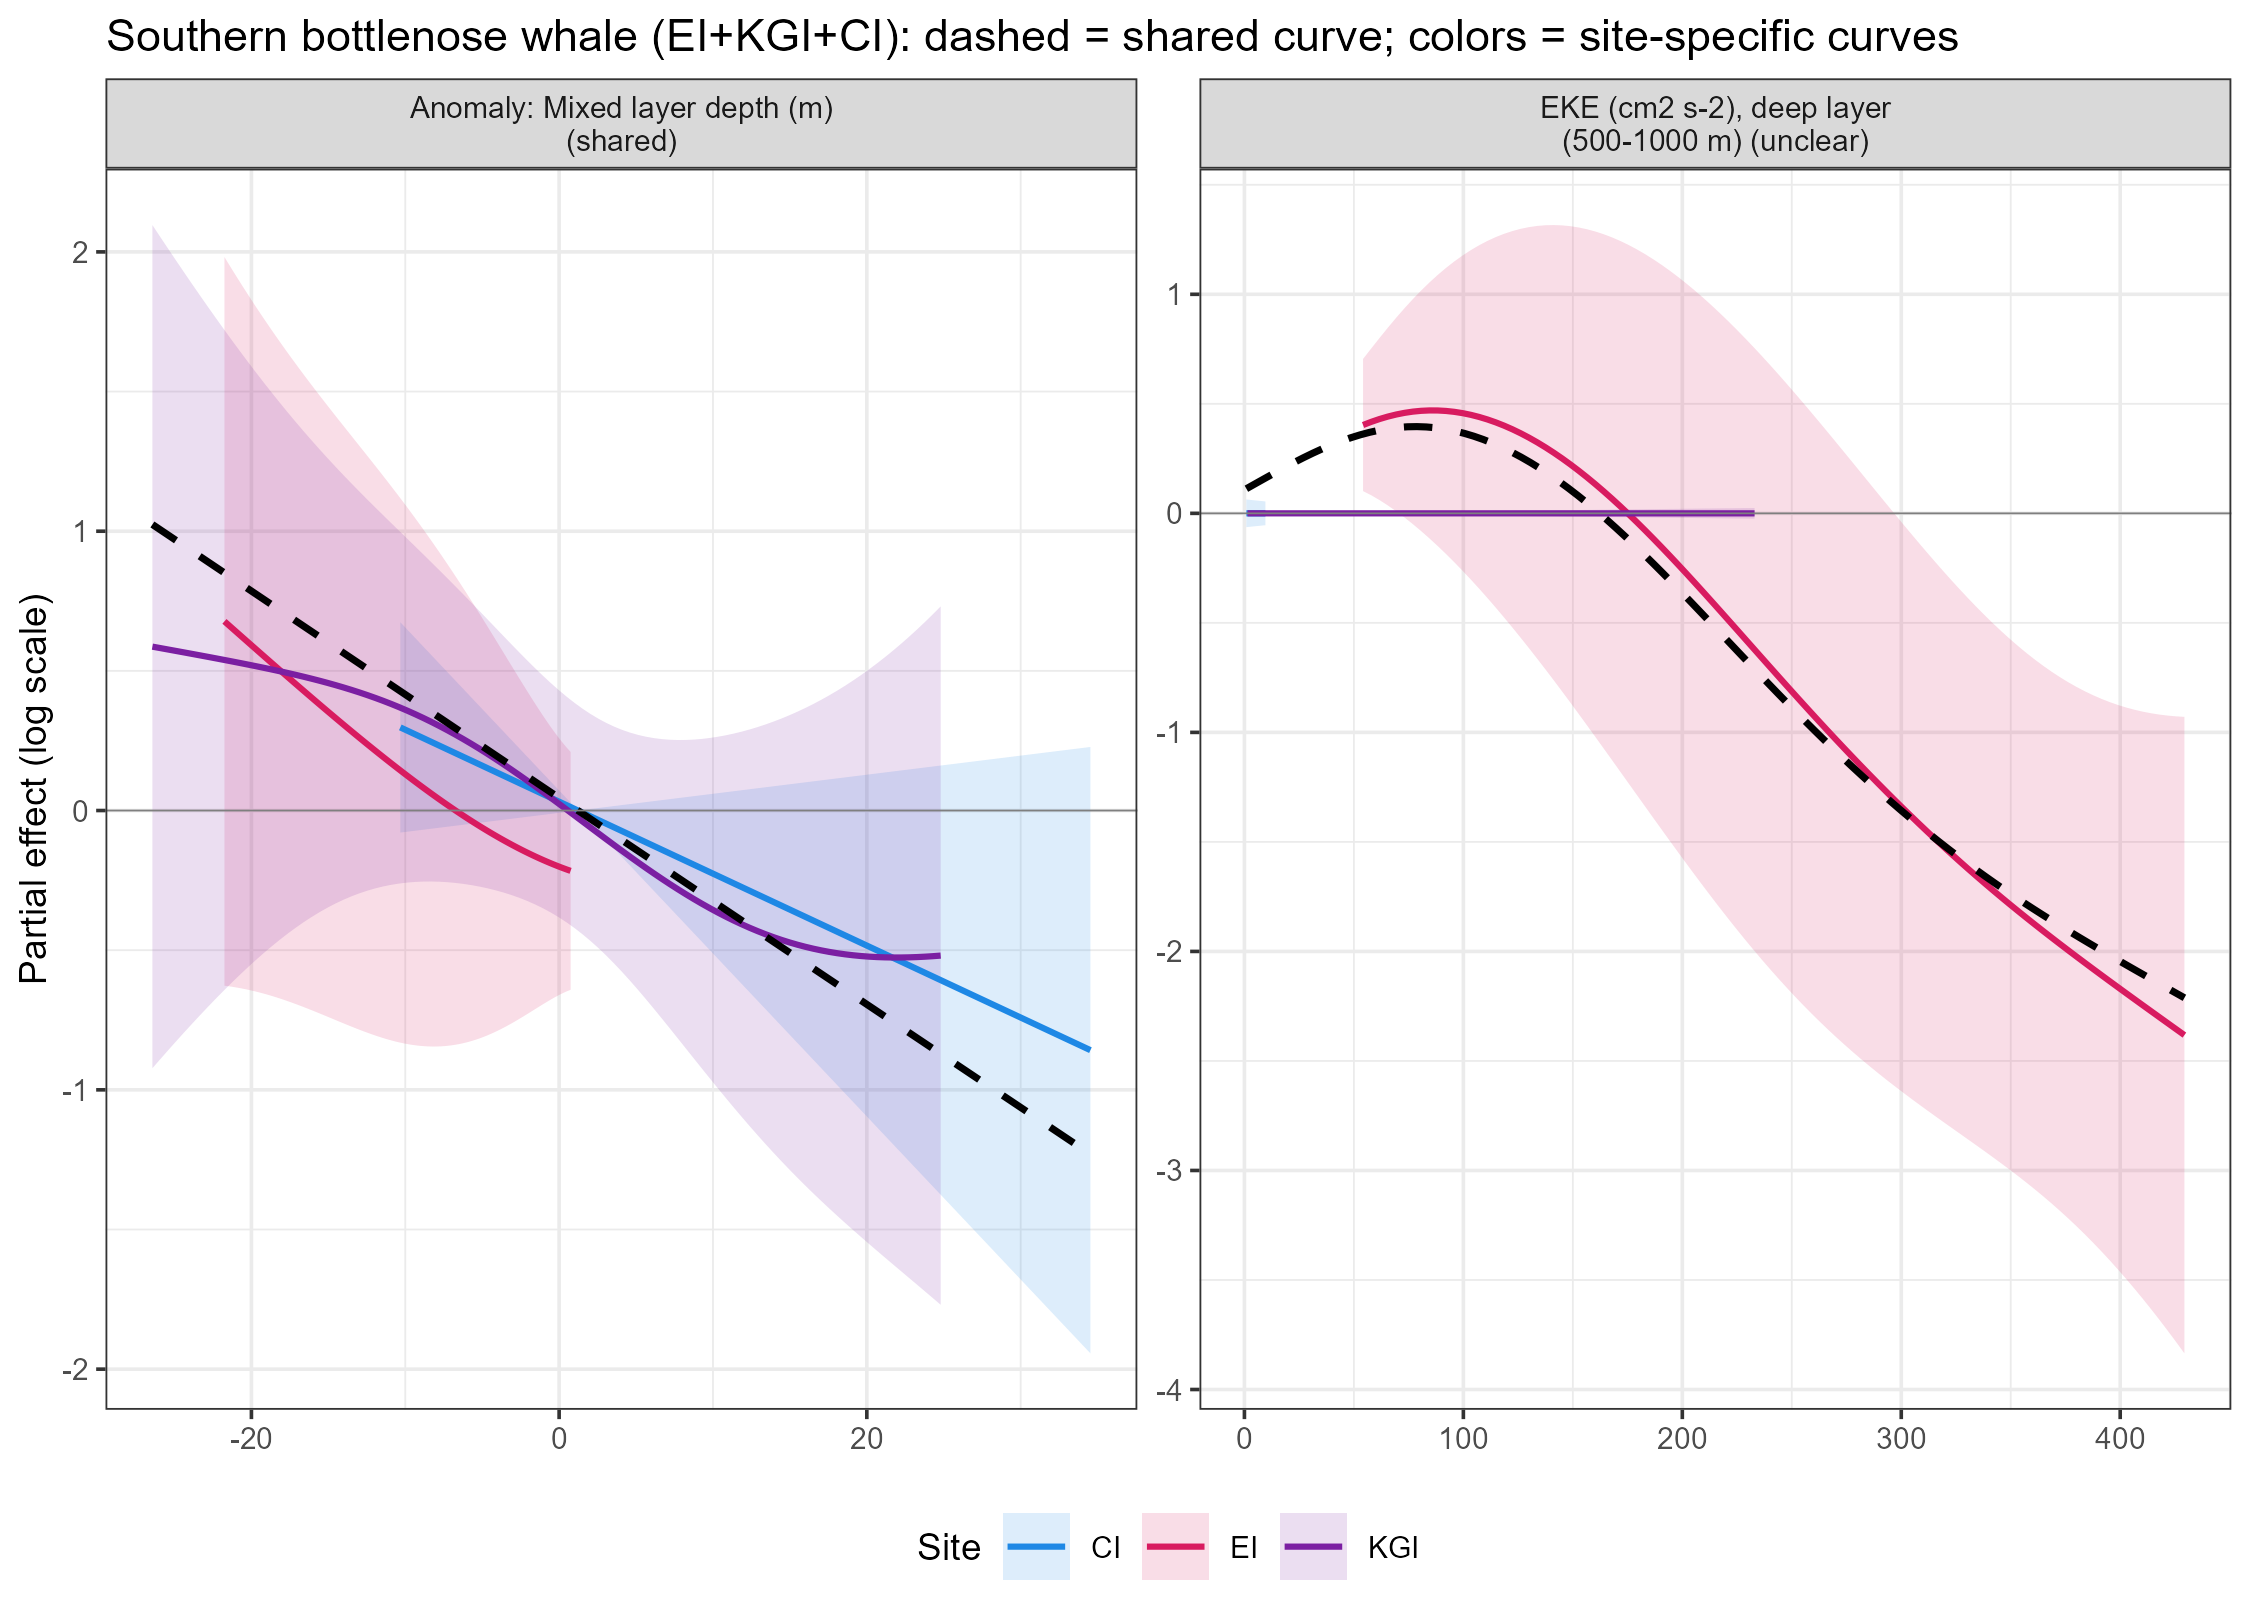 Southern bottlenose whale (EI+KGI+CI): dashed = shared curve; colors = site-specific curves
Anomaly: Mixed layer depth (m)
(shared)
EKE (cm2 s-2), deep layer
(500-1000 m) (unclear)
Partial effect (log scale)
2
1
0
-1
-2
1
0
-1
-2
-3
-4
-20 0 20
0 100 200 300 400
Site CI EI KGI